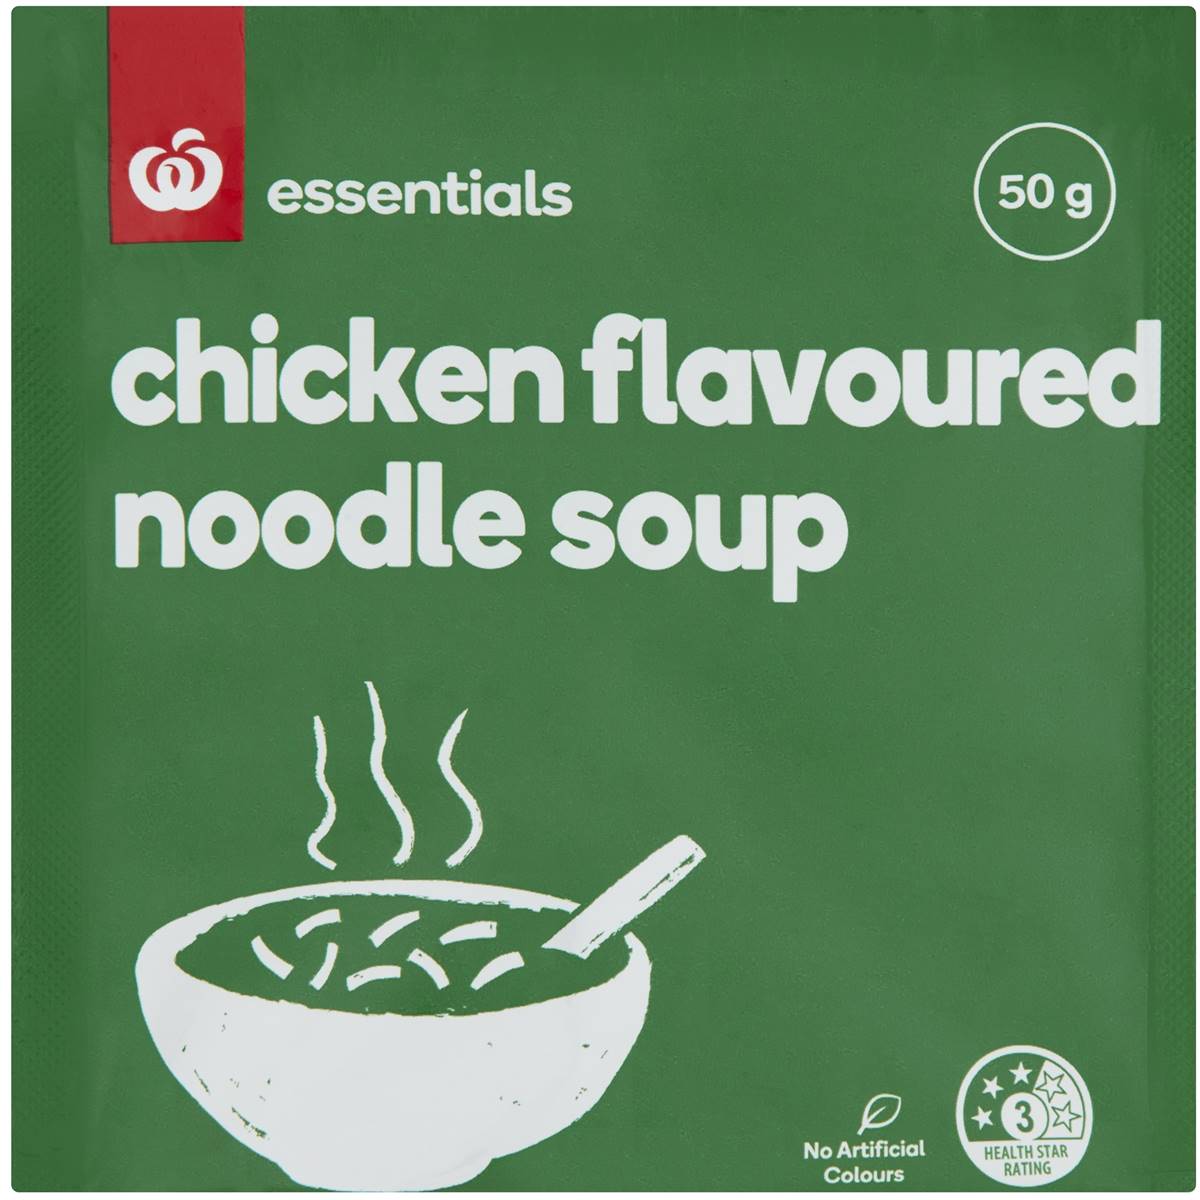 essentials
50 g
chicken flavoured
noodle soup
No Artificial
Colours
3
HEALTH STAR
RATING